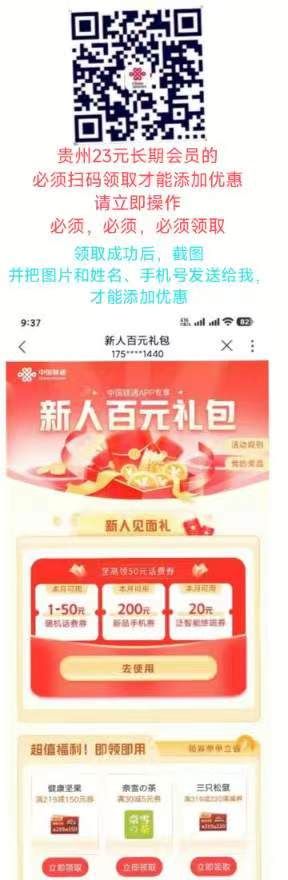 贵州23元长期会员的
必须扫码领取才能添加优惠
请立即操作
必须，必须，必须领取
领取成功后，截图
并把图片和姓名、手机号发送给我，
才能添加优惠
9:37
82
新人百元礼包
175****1440
中国联通
中国联通APP专享
新人百元礼包
活动规则
我的奖品
新人见面礼
至高领50元话费券
本月可用
本月可用
本月可用
1-50元
200元
20元
随机话费券
新品手机券
泛智能终端券
去使用
超值福利！即领即用
健康坚果
奈雪の茶
三只松鼠
满219减150元券
满30减5元券
奈雪の茶
立即领取
立即领取
立即领取